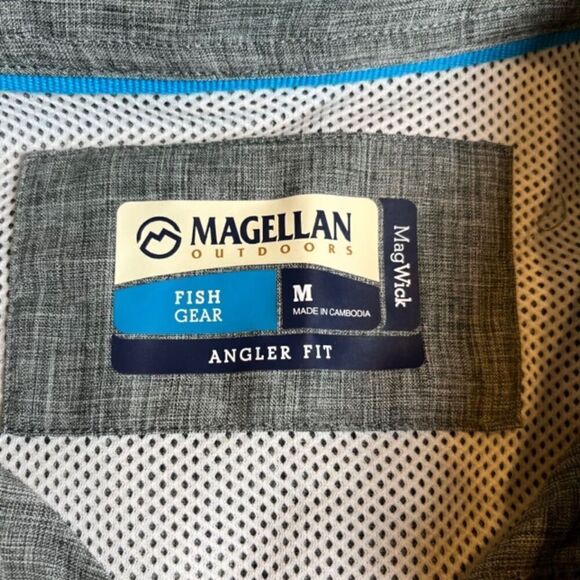 MAGELLAN
OUTDOORS
MagWick
FISH
GEAR
M
MADE IN CAMBODIA
ANGLER FIT